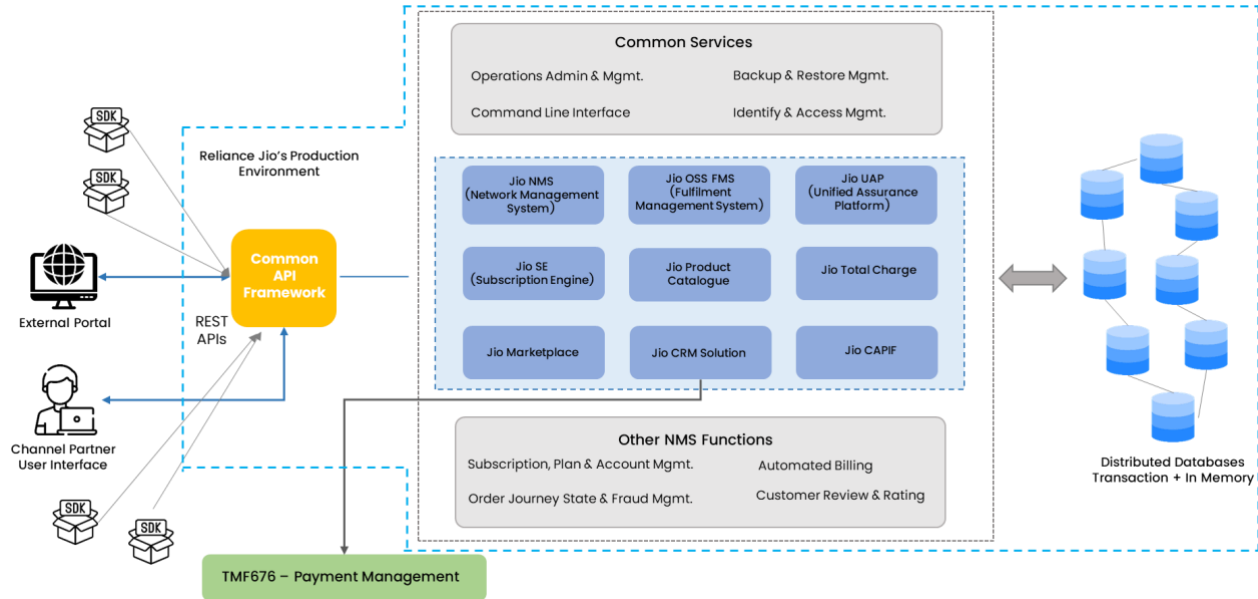 Common Services
Operations Admin & Mgmt.
Backup & Restore Mgmt.
Command Line Interface
Identify & Access Mgmt.
SDK
SDK
Reliance Jio's Production
Environment
Jio NMS
(Network Management
System)
Jio OSS FMS
(Fulfilment
Management System)
Jio UAP
(Unified Assurance
Platform)
Common
API
Framework
Jio SE
(Subscription Engine)
Jio Product
Catalogue
Jio Total Charge
External Portal
REST
APIs
Jio Marketplace
Jio CRM Solution
Jio CAPIF
Channel Partner
User Interface
Other NMS Functions
Subscription, Plan & Account Mgmt.
Automated Billing
Order Journey State & Fraud Mgmt.
Customer Review & Rating
Distributed Databases
Transaction + In Memory
SDK
SDK
TMF676 – Payment Management